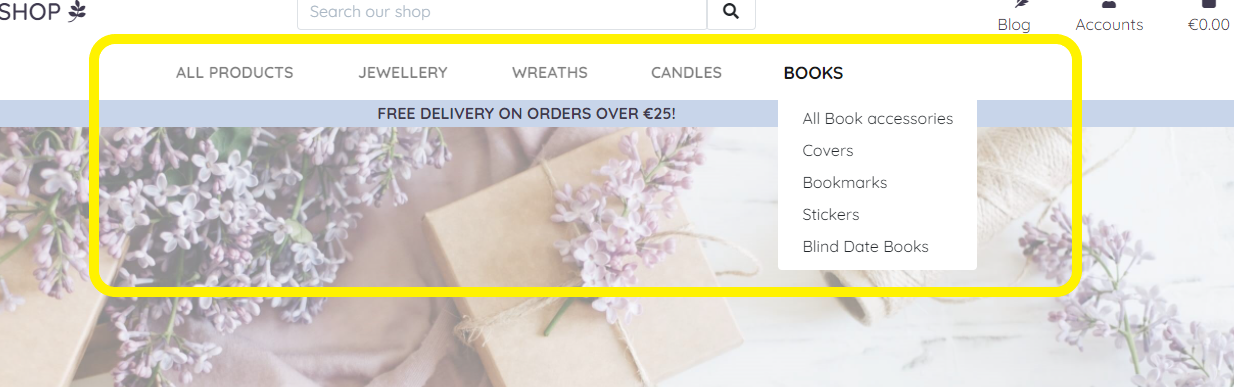 SHOP
Search our shop
Blog
Accounts
€0.00
ALL PRODUCTS
JEWELLERY
WREATHS
CANDLES
BOOKS
FREE DELIVERY ON ORDERS OVER €25!
All Book accessories
Covers
Bookmarks
Stickers
Blind Date Books